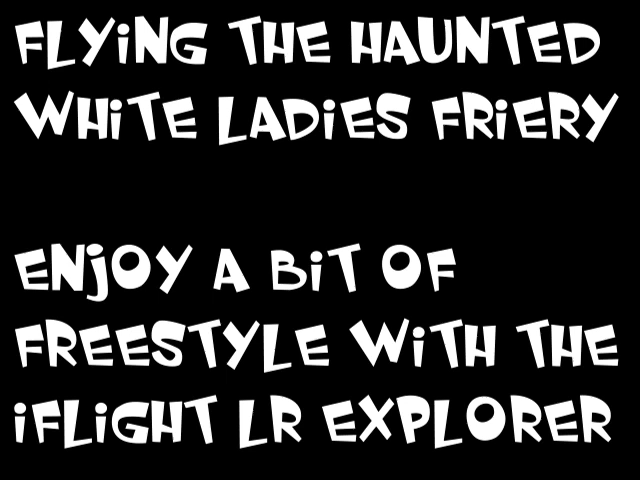 FLYING THE HAUNTED
WHITE LADIES FRIERY
ENJOY A BIT OF
FREESTYLE WITH THE
iFLIGHT LR EXPLORER